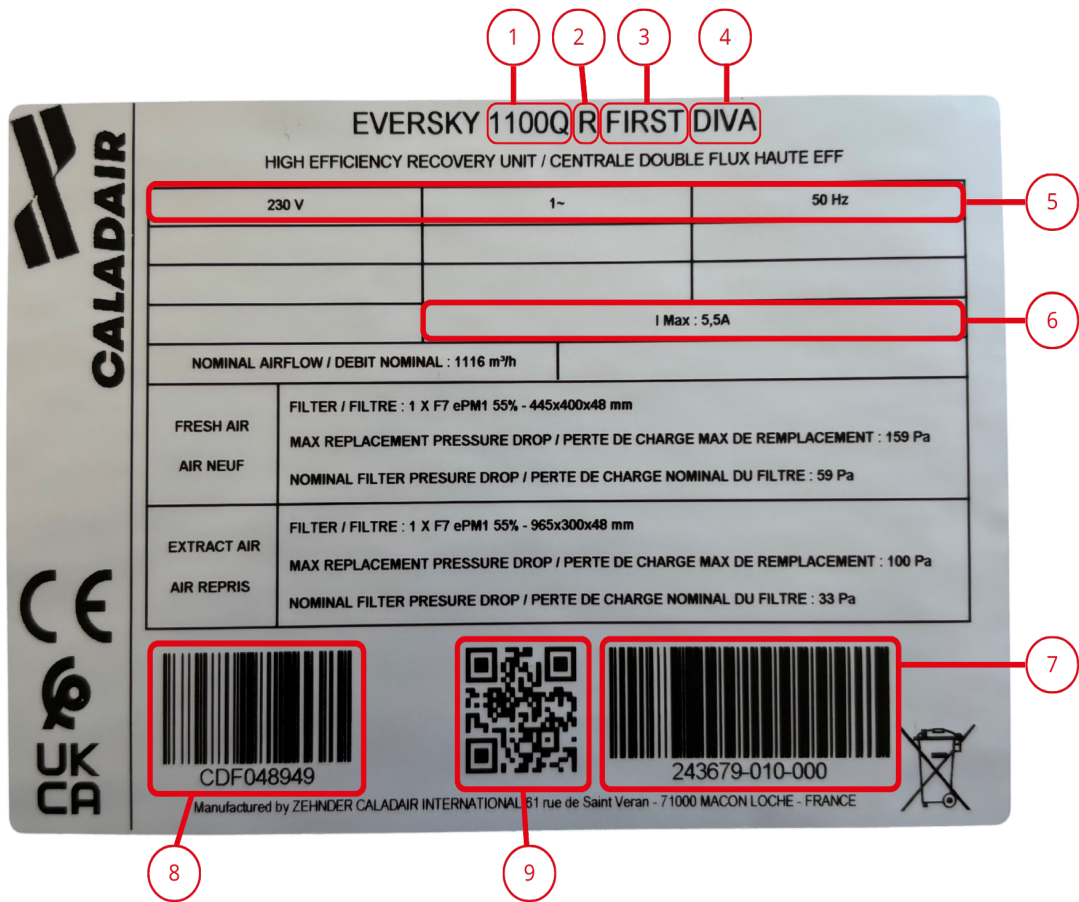 1 2 3 4
EVERSKY 1100Q R FIRST DIVA
HIGH EFFICIENCY RECOVERY UNIT / CENTRALE DOUBLE FLUX HAUTE EFF
CALADAIR
230 V 1~ 50 Hz 5
I Max : 5,5A 6
NOMINAL AIRFLOW / DEBIT NOMINAL : 1116 m³/h
FRESH AIR
AIR NEUF
FILTER / FILTRE : 1 X F7 ePM1 55% - 445x400x48 mm
MAX REPLACEMENT PRESSURE DROP / PERTE DE CHARGE MAX DE REMPLACEMENT : 159 Pa
NOMINAL FILTER PRESURE DROP / PERTE DE CHARGE NOMINAL DU FILTRE : 59 Pa
EXTRACT AIR
AIR REPRIS
FILTER / FILTRE : 1 X F7 ePM1 55% - 965x300x48 mm
MAX REPLACEMENT PRESSURE DROP / PERTE DE CHARGE MAX DE REMPLACEMENT : 100 Pa
NOMINAL FILTER PRESURE DROP / PERTE DE CHARGE NOMINAL DU FILTRE : 33 Pa
CE
UK
CA
7
CDF048949
243679-010-000
Manufactured by ZEHNDER CALADAIR INTERNATIONAL 61 rue de Saint Veran - 71000 MACON LOCHE - FRANCE
8 9